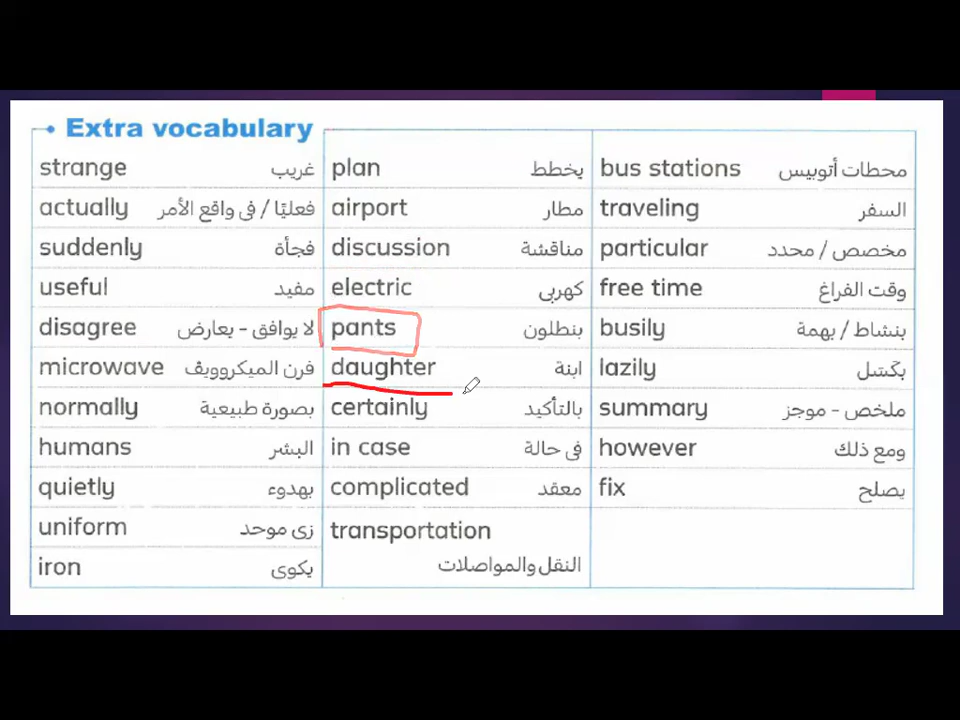 Extra vocabulary
strange غريب
actually فعليًا / فى واقع الأمر
suddenly فجأة
useful مفيد
disagree لا يوافق - يعارض
microwave فرن الميكروويف
normally بصورة طبيعية
humans البشر
quietly بهدوء
uniform زى موحد
iron يكوى
plan يخطط
airport مطار
discussion مناقشة
electric كهربى
pants بنطلون
daughter ابنة
certainly بالتأكيد
in case فى حالة
complicated معقد
transportation
النقل والمواصلات
bus stations محطات أتوبيس
traveling السفر
particular مخصص / محدد
free time وقت الفراغ
busily بنشاط / بهمة
lazily بكَسَل
summary ملخص - موجز
however ومع ذلك
fix يصلح